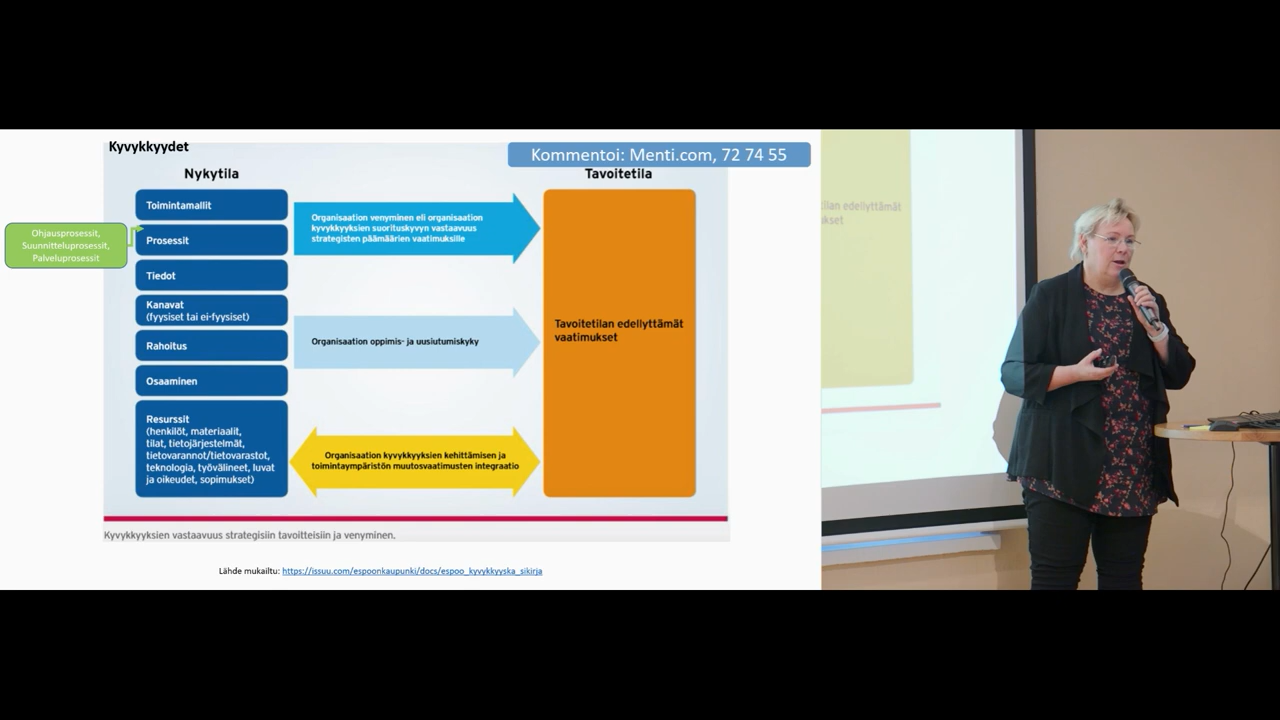 Kyvykkyydet
Kommentoi: Menti.com, 72 74 55
Nykytila
Tavoitetila
Toimintamallit
Ohjausprosessit,
Suunnitteluprosessit,
Palveluprosessit
Prosessit
Tiedot
Kanavat
(fyysiset tai ei-fyysiset)
Rahoitus
Osaaminen
Resurssit
(henkilöt, materiaalit,
tilat, tietojärjestelmät,
tietovarannot/tietovarastot,
teknologia, työvälineet, luvat
ja oikeudet, sopimukset)
Organisaation venyminen eli organisaation
kyvykkyyksien suorituskyvyn vastaavuus
strategisten päämäärien vaatimuksille
Organisaation oppimis- ja uusiutumiskyky
Organisaation kyvykkyyksien kehittämisen ja
toimintaympäristön muutosvaatimusten integraatio
Tavoitetilan edellyttämät
vaatimukset
Kyvykkyyksien vastaavuus strategisiin tavoitteisiin ja venyminen.
Lähde mukailtu: https://issuu.com/espoonkaupunki/docs/espoo_kyvykkyyska_sikirja
ilan edellyttämät
ukset